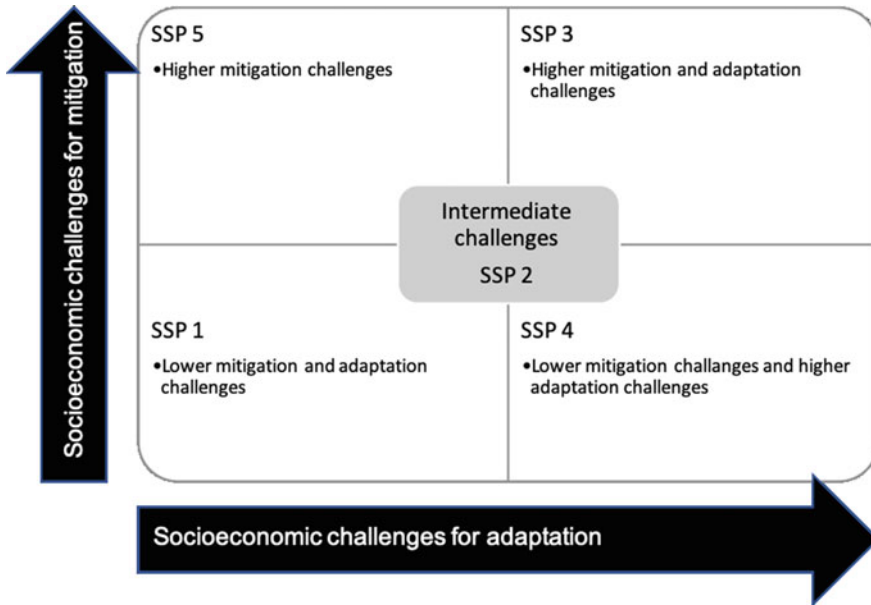 Socioeconomic challenges for mitigation
SSP 5
•Higher mitigation challenges
SSP 3
•Higher mitigation and adaptation
challenges
Intermediate
challenges
SSP 2
SSP 1
•Lower mitigation and adaptation
challenges
SSP 4
•Lower mitigation challanges and higher
adaptation challenges
Socioeconomic challenges for adaptation